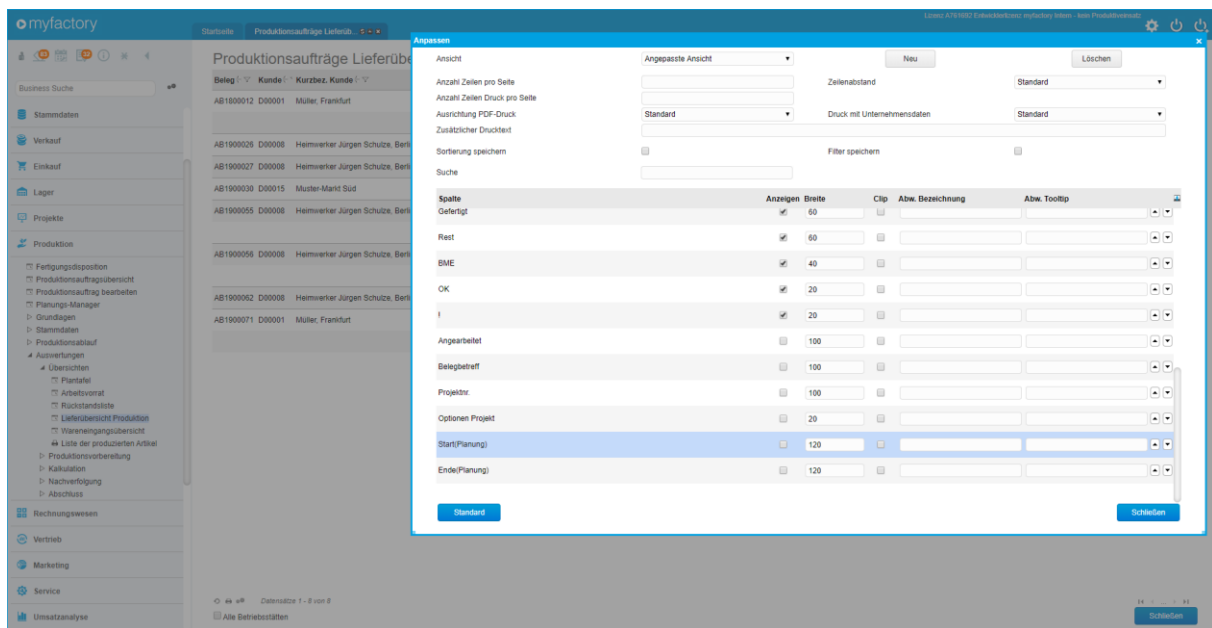 myfactory
Lizenz A761682 Entwicklerlizenz myfactory Intern - kein Produktiveinsatz
Startseite
Produktionsaufträge Lieferüb...
Business Suche
Stammdaten
Verkauf
Einkauf
Lager
Projekte
Produktion
Fertigungsdisposition
Produktionsauftragsübersicht
Produktionsauftrag bearbeiten
Planungs-Manager
Grundlagen
Stammdaten
Produktionsablauf
Auswertungen
Übersichten
Plantafel
Arbeitsvorrat
Rückstandsliste
Lieferübersicht Produktion
Wareneingangsübersicht
Liste der produzierten Artikel
Produktionsvorbereitung
Kalkulation
Nachverfolgung
Abschluss
Rechnungswesen
Vertrieb
Marketing
Service
Umsatzanalyse
Produktionsaufträge Lieferübe
Beleg Kunde Kurzbez. Kunde
AB1800012 D00001 Müller, Frankfurt
AB1900026 D00008 Heimwerker Jürgen Schulze, Berli
AB1900027 D00008 Heimwerker Jürgen Schulze, Berli
AB1900030 D00015 Muster-Markt Süd
AB1900055 D00008 Heimwerker Jürgen Schulze, Berli
AB1900056 D00008 Heimwerker Jürgen Schulze, Berli
AB1900062 D00008 Heimwerker Jürgen Schulze, Berli
AB1900071 D00001 Müller, Frankfurt
Datensätze 1 - 8 von 8
Alle Betriebsstätten
Schließen
Anpassen
Ansicht Angepasste Ansicht Neu Löschen
Anzahl Zeilen pro Seite Zeilenabstand Standard
Anzahl Zeilen Druck pro Seite
Ausrichtung PDF-Druck Standard Druck mit Unternehmensdaten Standard
Zusätzlicher Drucktext
Sortierung speichern Filter speichern
Suche
Spalte Anzeigen Breite Clip Abw. Bezeichnung Abw. Tooltip
Gefertigt 60
Rest 60
BME 40
OK 20
! 20
Angearbeitet 100
Belegbetreff 100
Projektnr. 100
Optionen Projekt 20
Start(Planung) 120
Ende(Planung) 120
Standard
Schließen